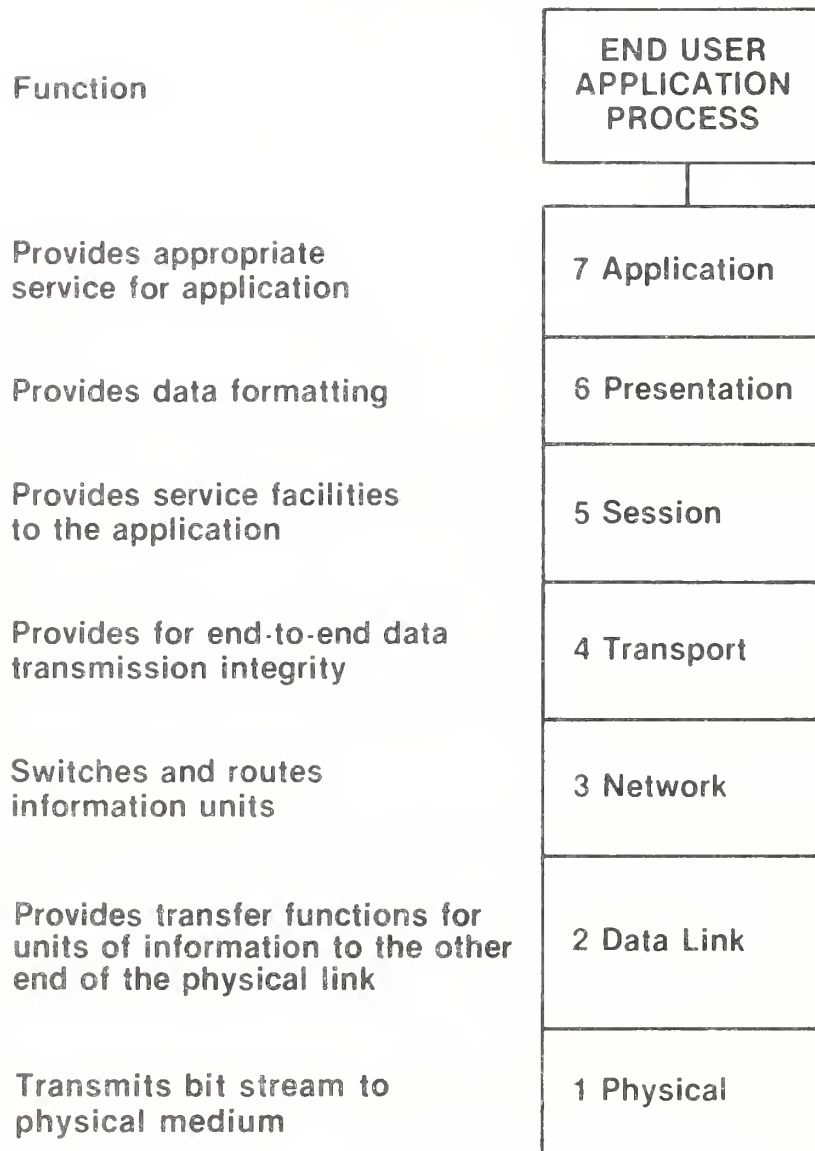 Function
END USER
APPLICATION
PROCESS
Provides appropriate
service for application
7 Application
Provides data formatting
6 Presentation
Provides service facilities
to the application
5 Session
Provides for end-to-end data
transmission integrity
4 Transport
Switches and routes
information units
3 Network
Provides transfer functions for
units of information to the other
end of the physical link
2 Data Link
Transmits bit stream to
physical medium
1 Physical